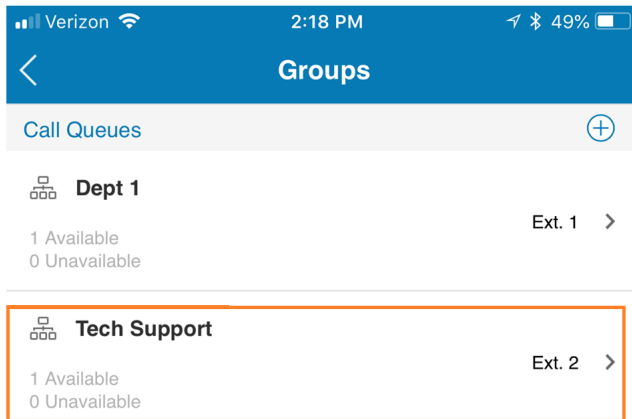 Verizon 2:18 PM 49%
Groups
Call Queues
Dept 1
Ext. 1
1 Available
0 Unavailable
Tech Support
Ext. 2
1 Available
0 Unavailable